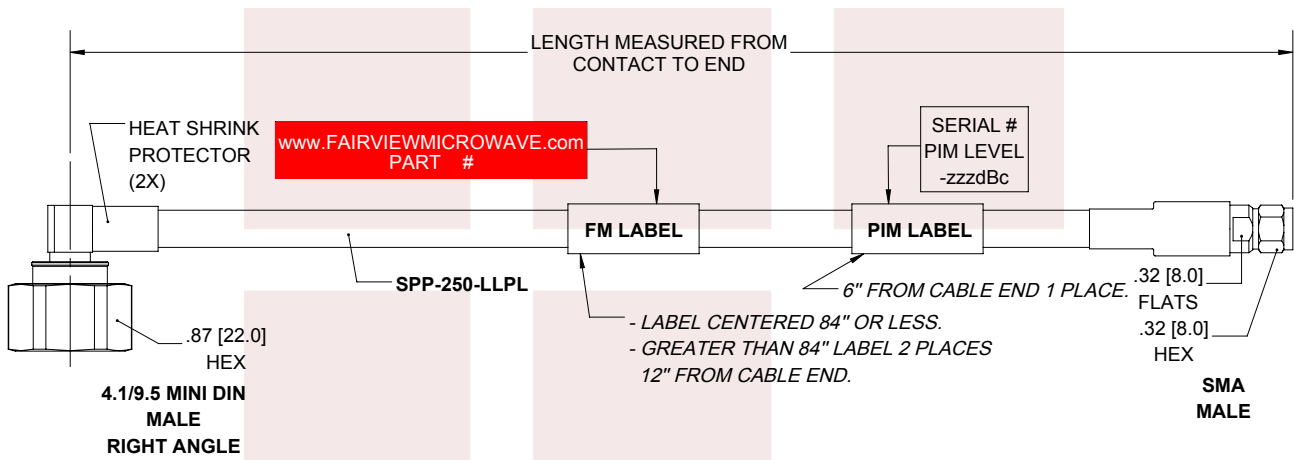 LENGTH MEASURED FROM
CONTACT TO END
HEAT SHRINK
PROTECTOR
(2X)
www.FAIRVIEWMICROWAVE.com
PART #
SERIAL #
PIM LEVEL
-zzzdBc
FM LABEL
PIM LABEL
SPP-250-LLPL
6" FROM CABLE END 1 PLACE.
.32 [8.0]
FLATS
- LABEL CENTERED 84" OR LESS.
- GREATER THAN 84" LABEL 2 PLACES
12" FROM CABLE END.
.87 [22.0]
HEX
.32 [8.0]
HEX
4.1/9.5 MINI DIN
MALE
RIGHT ANGLE
SMA
MALE